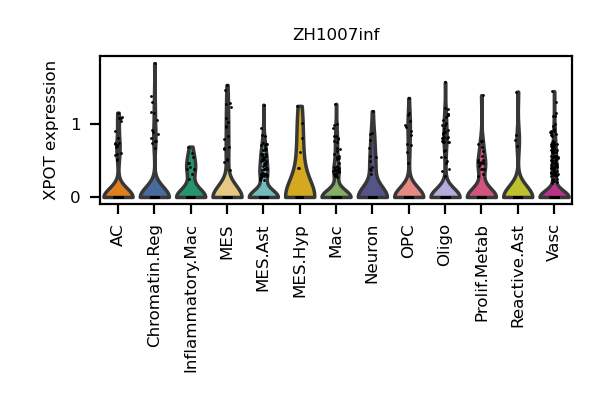 ZH1007inf
XPOT expression
1
0
AC
Chromatin.Reg
Inflammatory.Mac
MES
MES.Ast
MES.Hyp
Mac
Neuron
OPC
Oligo
Prolif.Metab
Reactive.Ast
Vasc